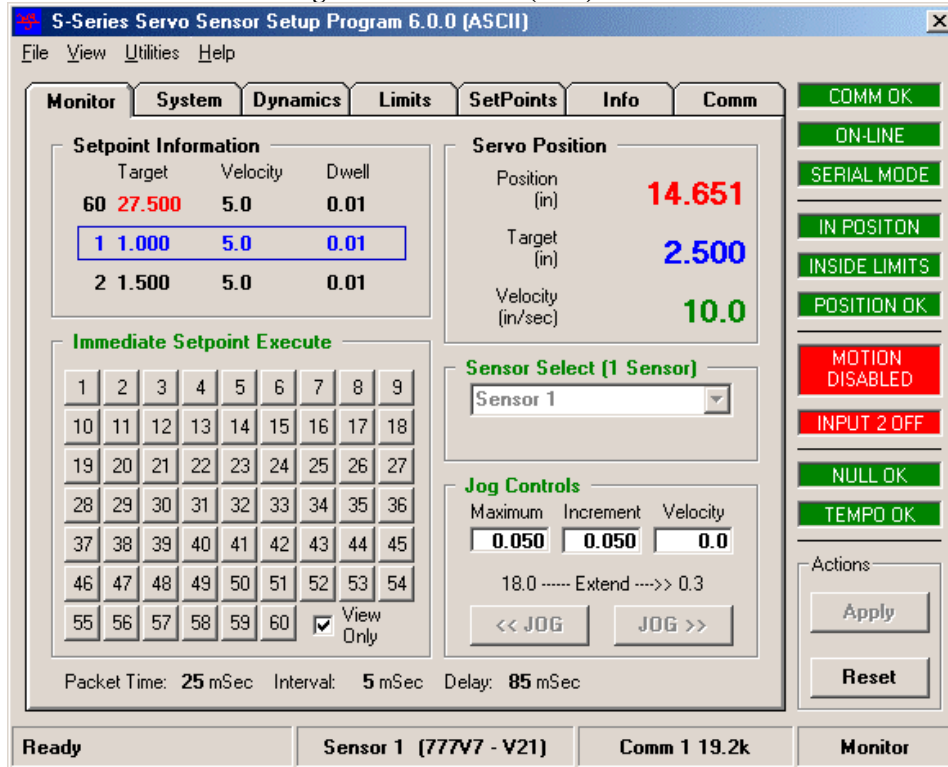 S-Series Servo Sensor Setup Program 6.0.0 (ASCII)
File View Utilities Help
Monitor System Dynamics Limits SetPoints Info Comm
Setpoint Information
Target Velocity Dwell
60 27.500 5.0 0.01
1 1.000 5.0 0.01
2 1.500 5.0 0.01
Immediate Setpoint Execute
1 2 3 4 5 6 7 8 9
10 11 12 13 14 15 16 17 18
19 20 21 22 23 24 25 26 27
28 29 30 31 32 33 34 35 36
37 38 39 40 41 42 43 44 45
46 47 48 49 50 51 52 53 54
55 56 57 58 59 60 View
Only
Servo Position
Position
(in) 14.651
Target
(in) 2.500
Velocity
(in/sec) 10.0
Sensor Select (1 Sensor)
Sensor 1
Jog Controls
Maximum Increment Velocity
0.050 0.050 0.0
18.0 ------ Extend ---->> 0.3
<< JOG JOG >>
Packet Time: 25 mSec Interval: 5 mSec Delay: 85 mSec
COMM OK
ON-LINE
SERIAL MODE
IN POSITON
INSIDE LIMITS
POSITION OK
MOTION
DISABLED
INPUT 2 OFF
NULL OK
TEMPO OK
Actions
Apply
Reset
Ready Sensor 1 (777V7 - V21) Comm 1 19.2k Monitor